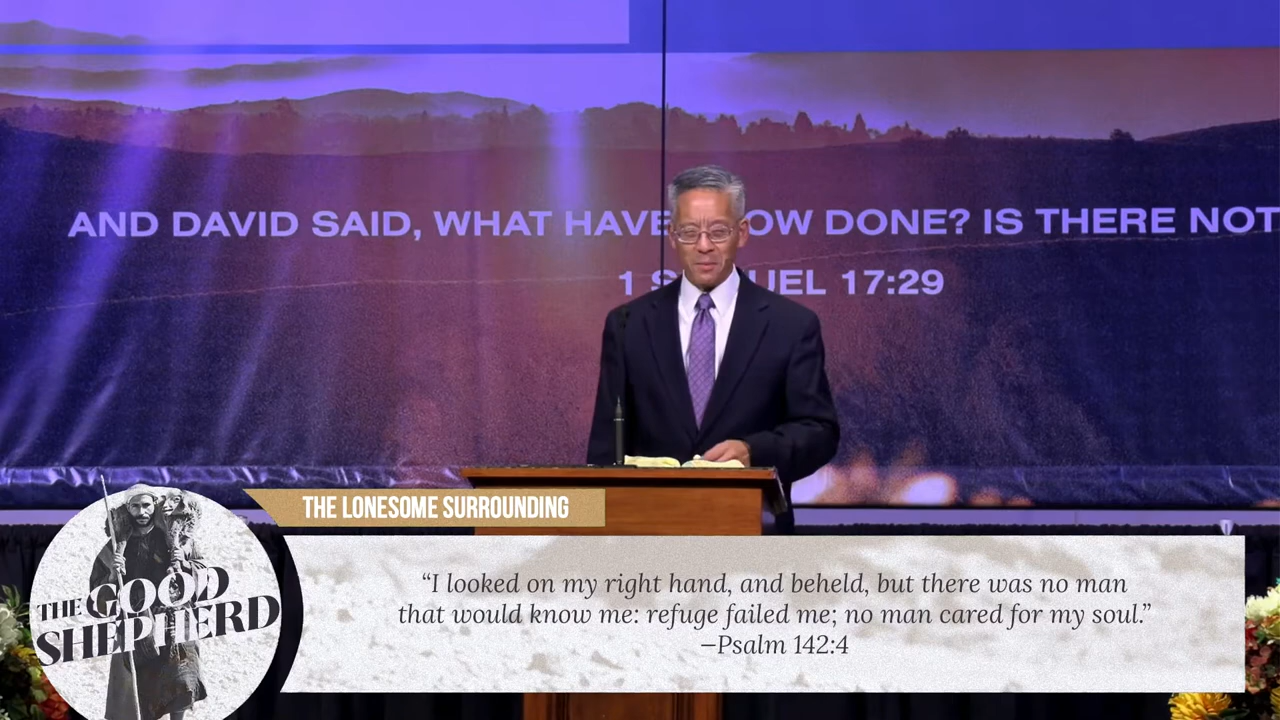 AND DAVID SAID, WHAT HAVE OW DONE? IS THERE NOT
1 S UEL 17:29
THE LONESOME SURROUNDING
“I looked on my right hand, and beheld, but there was no man
that would know me: refuge failed me; no man cared for my soul.”
—Psalm 142:4
THE GOOD
SHEPHERD